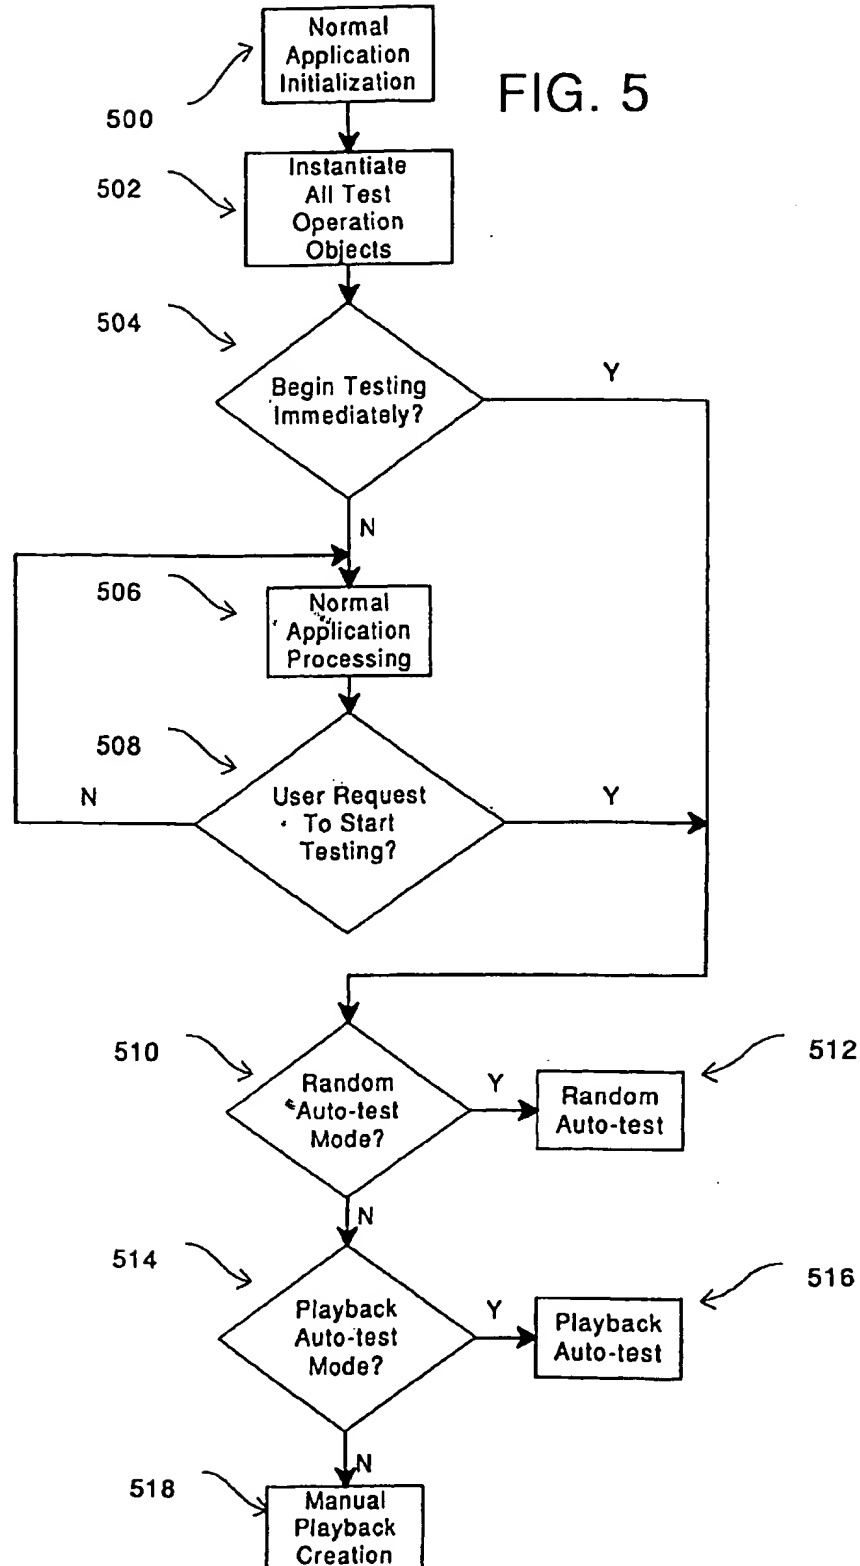 Normal
Application
Initialization
FIG. 5
500
Instantiate
All Test
Operation
Objects
502
504
Begin Testing
Immediately?
Y
N
506
Normal
Application
Processing
508
N
User Request
To Start
Testing?
Y
510
Random
Auto-test
Mode?
Y
512
Random
Auto-test
N
514
Playback
Auto-test
Mode?
Y
516
Playback
Auto-test
N
518
Manual
Playback
Creation